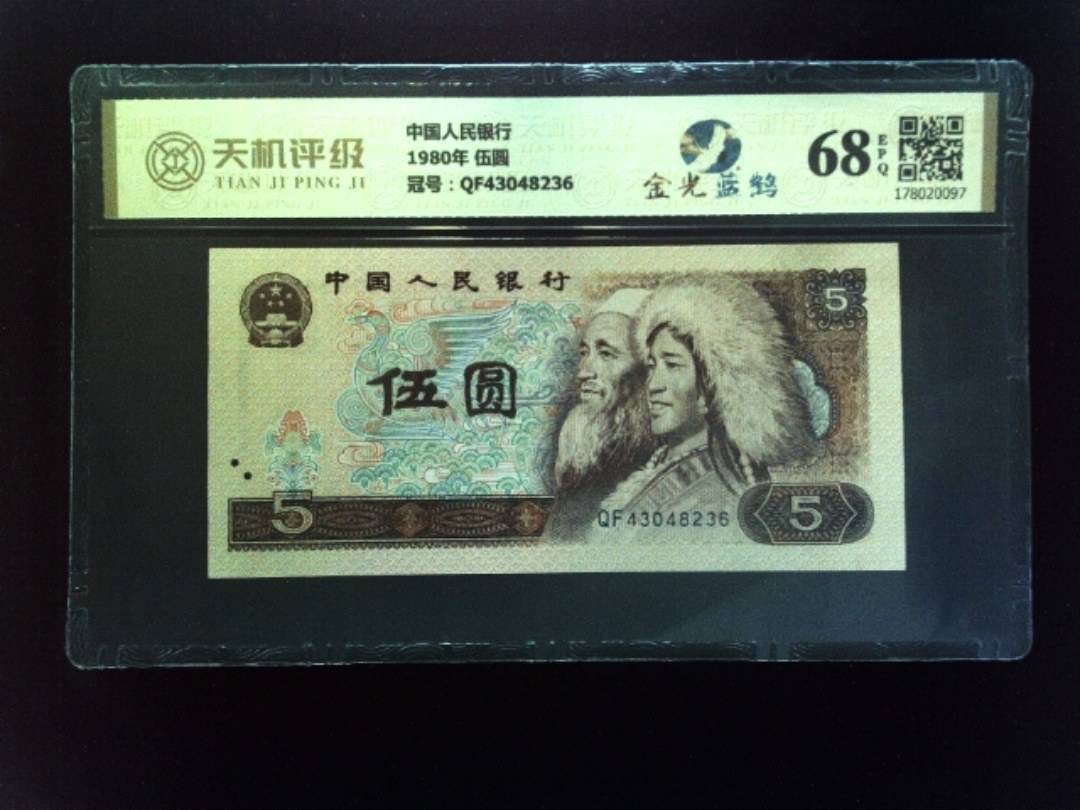 天机评级
TIAN JI PING JI
中国人民银行
1980年 伍圆
冠号：QF43048236
金光蓝鹤
68
EPQ
178020097
中国人民银行
5
伍圆
5
QF43048236
5